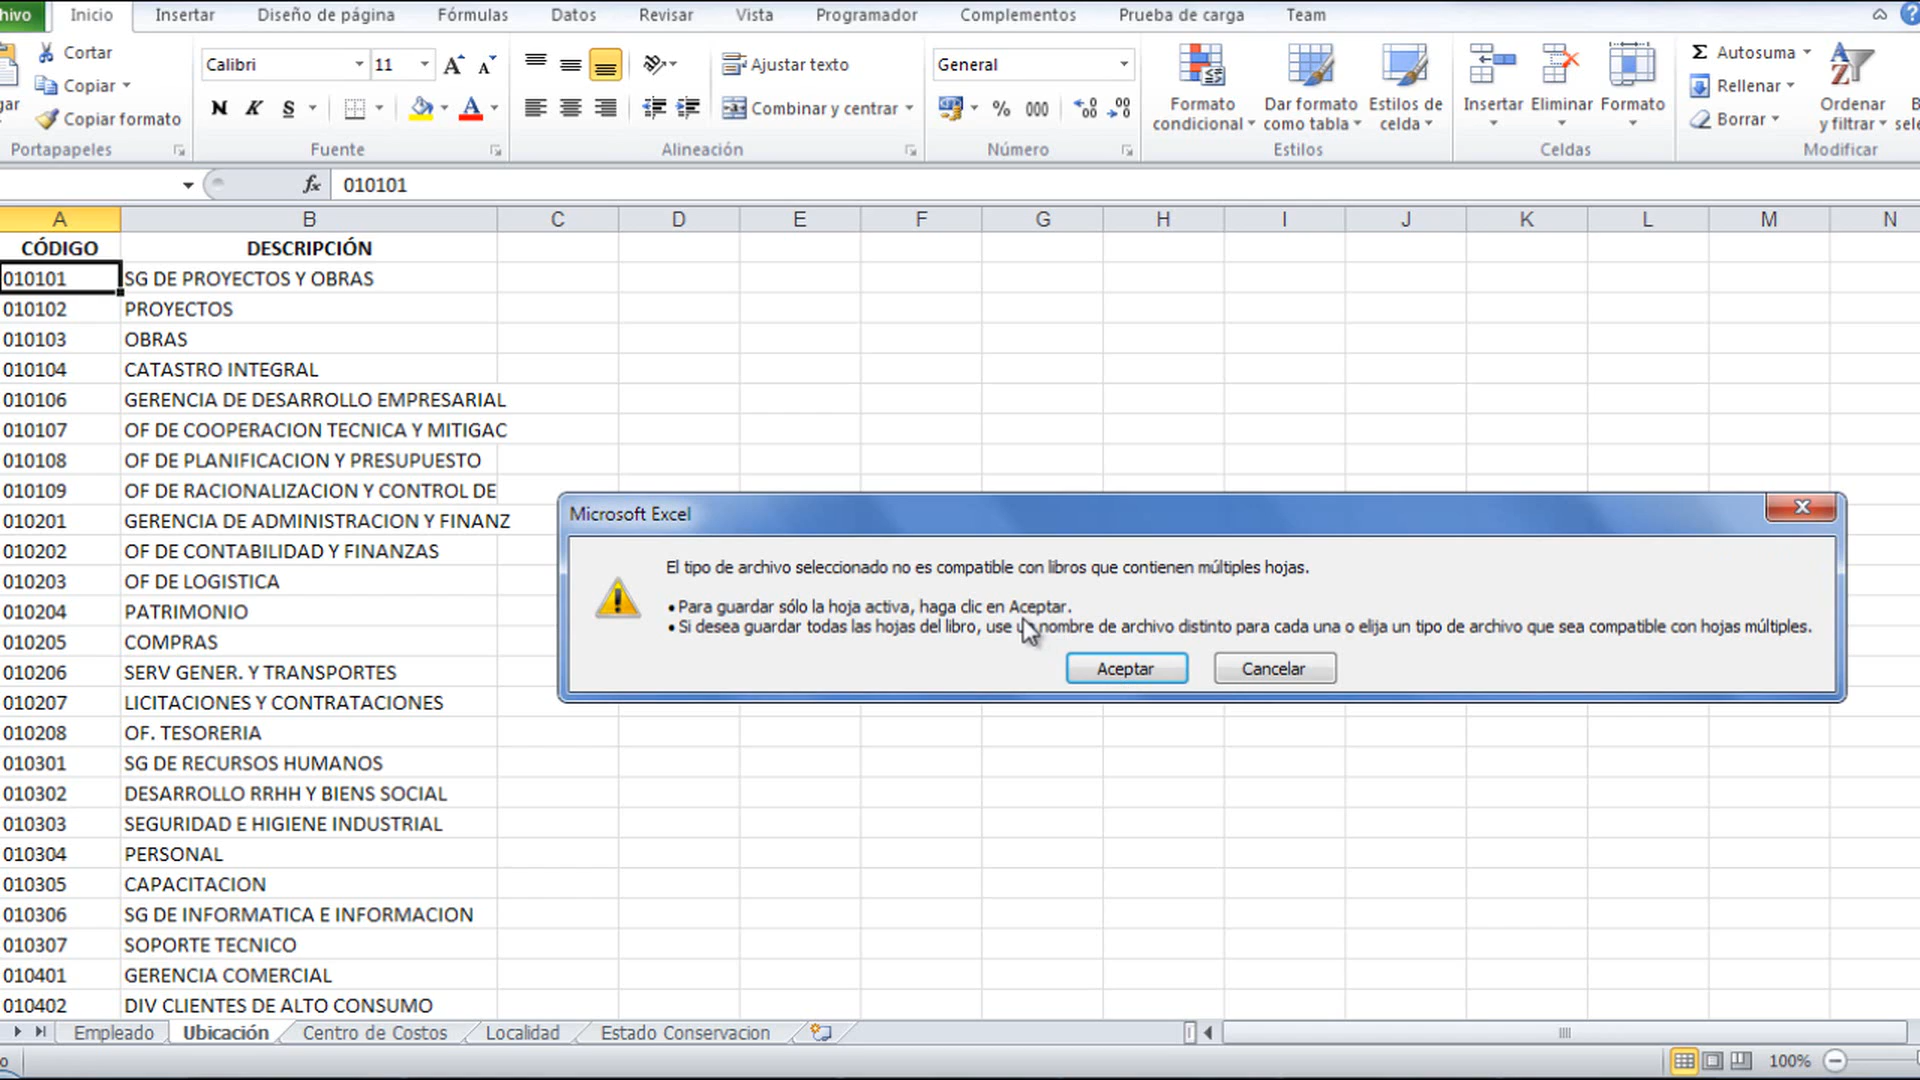 hivo Inicio Insertar Diseño de página Fórmulas Datos Revisar Vista Programador Complementos Prueba de carga Team
Cortar
Copiar
Copiar formato
Portapapeles
Calibri 11
N K S
Fuente
Ajustar texto
Combinar y centrar
Alineación
General
% 000
Número
Formato condicional
Dar formato como tabla
Estilos de celda
Estilos
Insertar Eliminar Formato
Celdas
Σ Autosuma
Rellenar
Borrar
Ordenar y filtrar
Modificar
fx 010101
A B C D E F G H I J K L M N
CÓDIGO DESCRIPCIÓN
010101 SG DE PROYECTOS Y OBRAS
010102 PROYECTOS
010103 OBRAS
010104 CATASTRO INTEGRAL
010106 GERENCIA DE DESARROLLO EMPRESARIAL
010107 OF DE COOPERACION TECNICA Y MITIGAC
010108 OF DE PLANIFICACION Y PRESUPUESTO
010109 OF DE RACIONALIZACION Y CONTROL DE
010201 GERENCIA DE ADMINISTRACION Y FINANZ
010202 OF DE CONTABILIDAD Y FINANZAS
010203 OF DE LOGISTICA
010204 PATRIMONIO
010205 COMPRAS
010206 SERV GENER. Y TRANSPORTES
010207 LICITACIONES Y CONTRATACIONES
010208 OF. TESORERIA
010301 SG DE RECURSOS HUMANOS
010302 DESARROLLO RRHH Y BIENS SOCIAL
010303 SEGURIDAD E HIGIENE INDUSTRIAL
010304 PERSONAL
010305 CAPACITACION
010306 SG DE INFORMATICA E INFORMACION
010307 SOPORTE TECNICO
010401 GERENCIA COMERCIAL
010402 DIV CLIENTES DE ALTO CONSUMO
Microsoft Excel
El tipo de archivo seleccionado no es compatible con libros que contienen múltiples hojas.
• Para guardar sólo la hoja activa, haga clic en Aceptar.
• Si desea guardar todas las hojas del libro, use un nombre de archivo distinto para cada una o elija un tipo de archivo que sea compatible con hojas múltiples.
Aceptar Cancelar
Empleado Ubicación Centro de Costos Localidad Estado Conservacion
100%